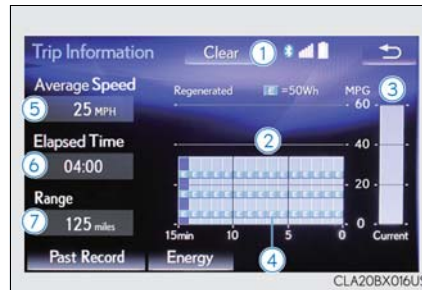 Trip Information Clear 1
Average Speed Regenerated E =50Wh MPG 3
5 25 MPH 60
Elapsed Time 2 40
6 04:00
Range 20
7 125 miles 0
15min 10 5 0 Current
Past Record Energy 4
CLA20BX016US